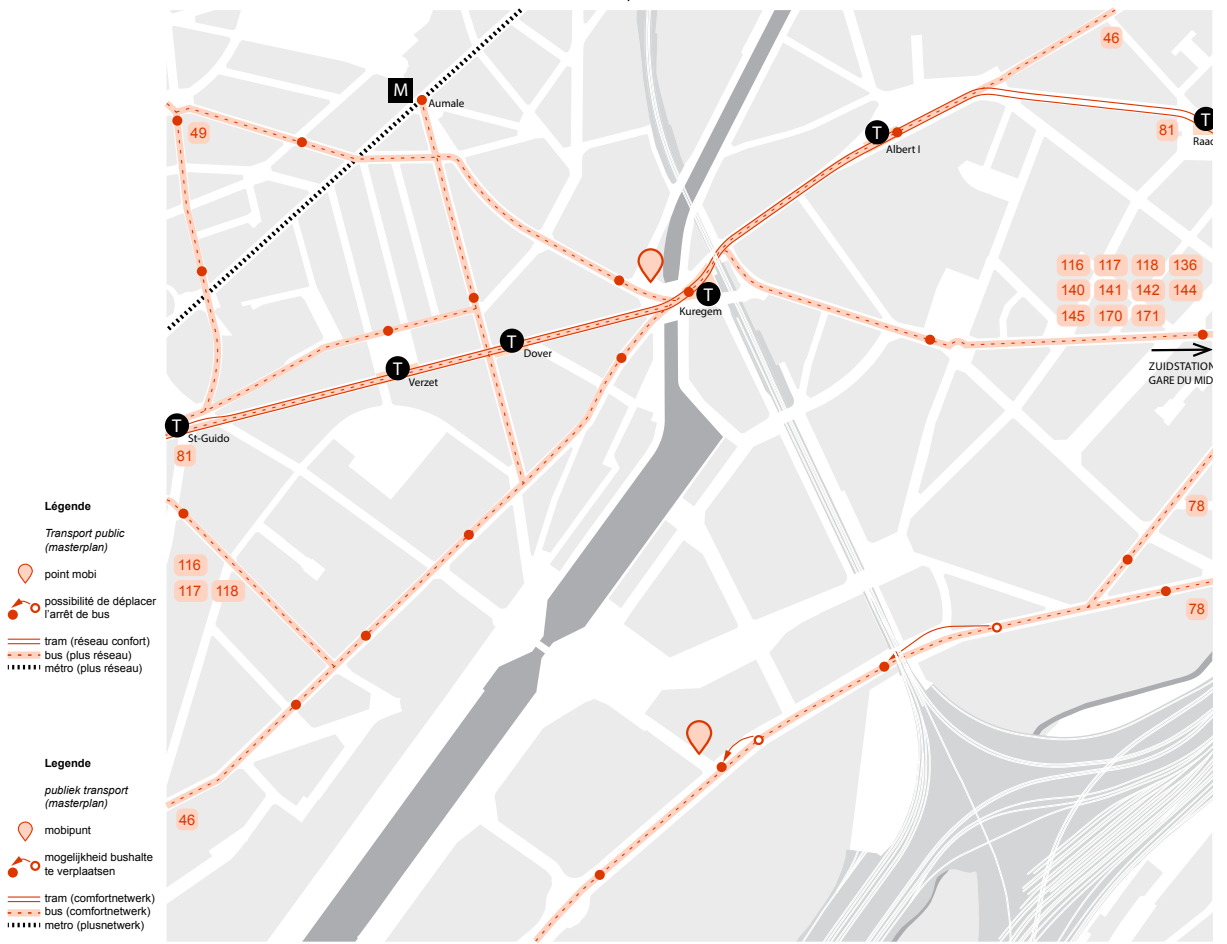 46
M
Aumale
49
T
Albert I
T
81
Raad
116 117 118 136
140 141 142 144
145 170 171
T
Kuregem
T
Dover
T
Verzet
ZUIDSTATION
GARE DU MIDI
T
St-Guido
81
78
116
117 118
78
46
Légende
Transport public
(masterplan)
point mobi
possibilité de déplacer
l'arrêt de bus
tram (réseau confort)
bus (plus réseau)
métro (plus réseau)
Legende
publiek transport
(masterplan)
mobipunt
mogelijkheid bushalte
te verplaatsen
tram (comfortnetwerk)
bus (comfortnetwerk)
metro (plusnetwerk)